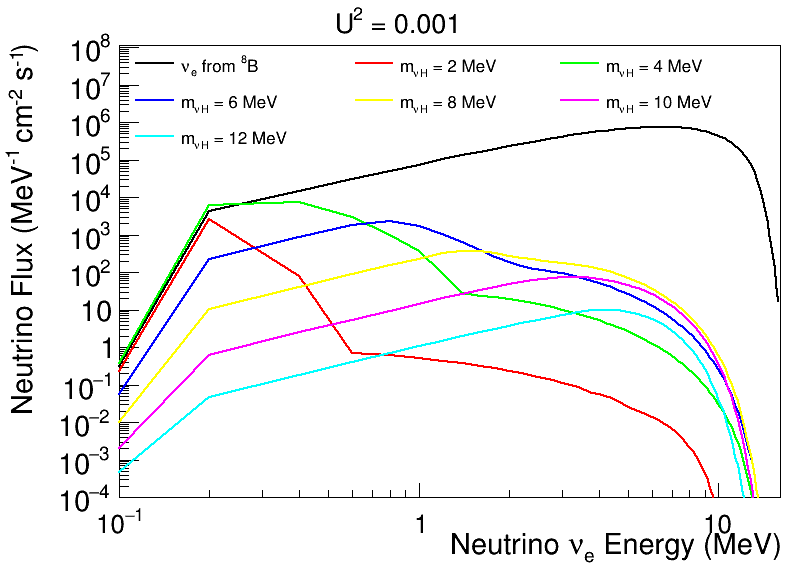 U² = 0.001
νₑ from ⁸B
m_νH = 2 MeV
m_νH = 4 MeV
m_νH = 6 MeV
m_νH = 8 MeV
m_νH = 10 MeV
m_νH = 12 MeV
Neutrino Flux (MeV⁻¹ cm⁻² s⁻¹)
10⁸
10⁷
10⁶
10⁵
10⁴
10³
10²
10
1
10⁻¹
10⁻²
10⁻³
10⁻⁴
10⁻¹ 1 10
Neutrino νₑ Energy (MeV)